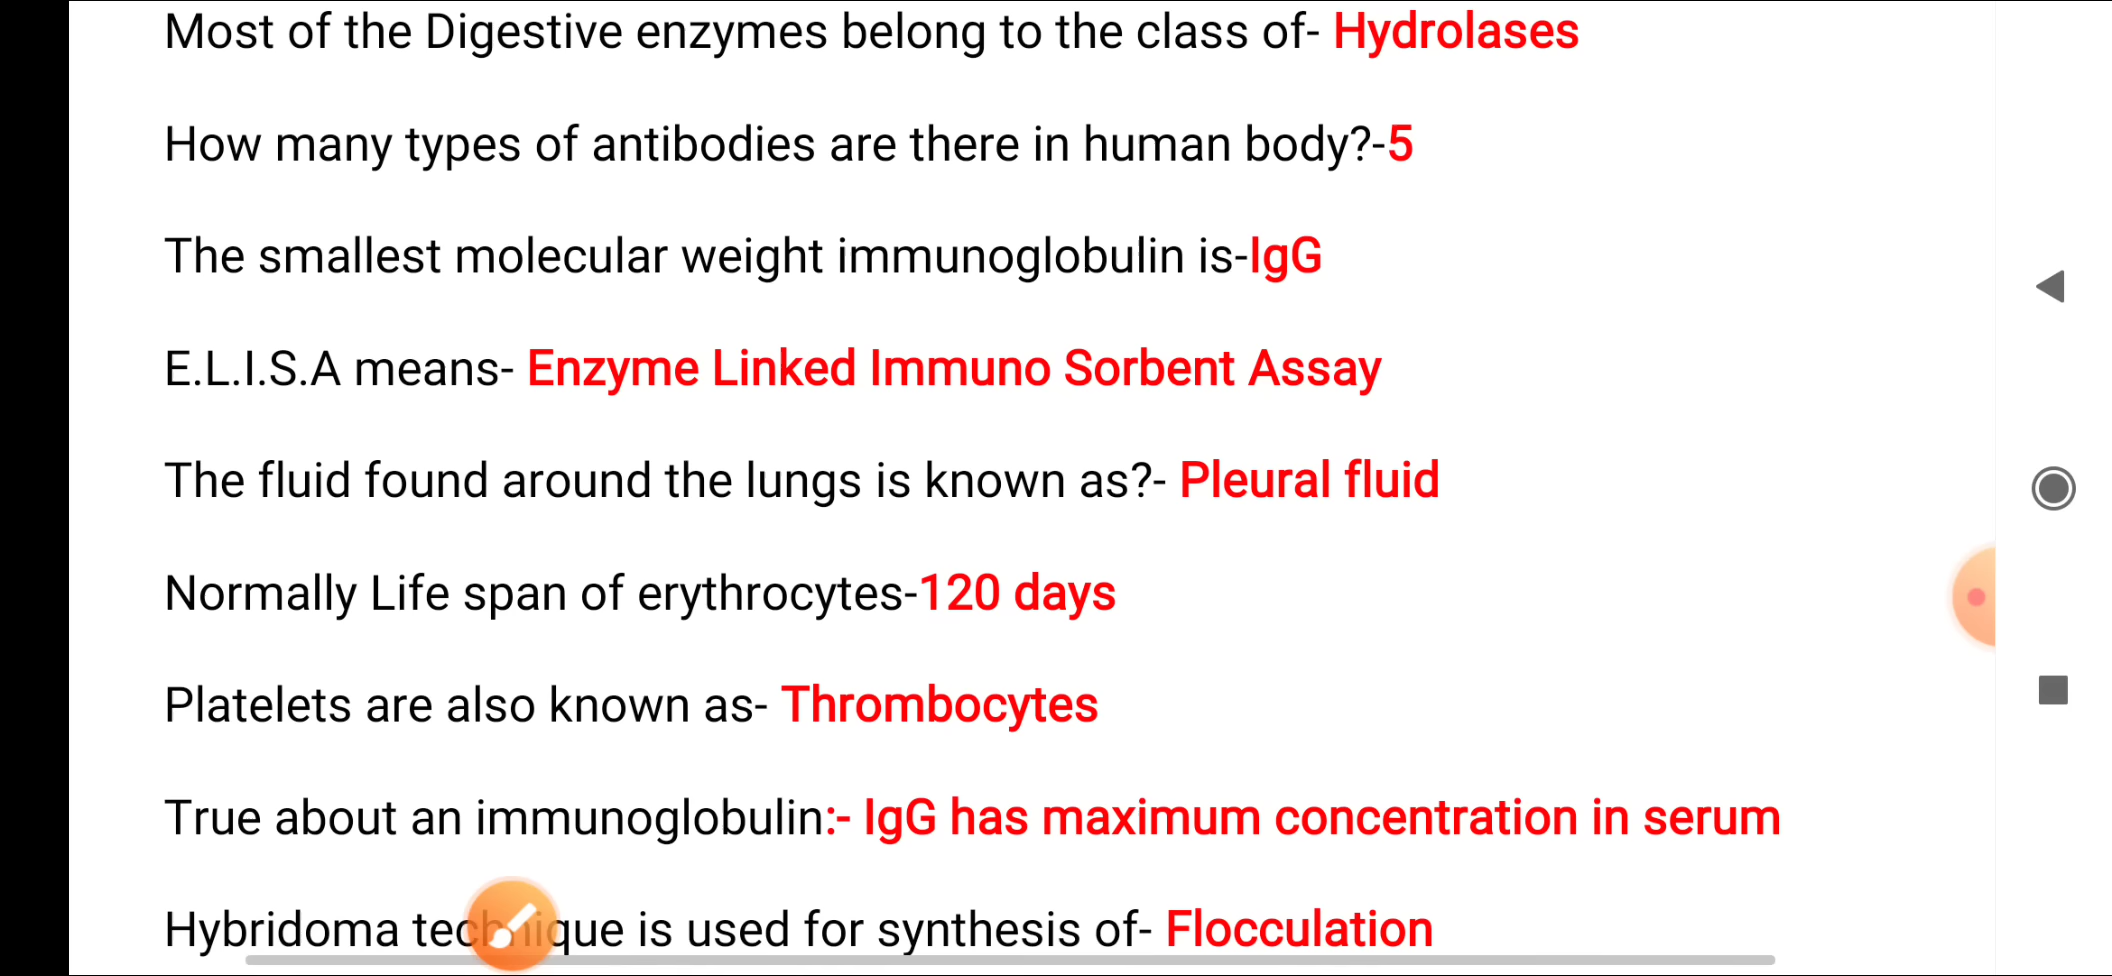 Most of the Digestive enzymes belong to the class of- Hydrolases
How many types of antibodies are there in human body?-5
The smallest molecular weight immunoglobulin is-IgG
E.L.I.S.A means- Enzyme Linked Immuno Sorbent Assay
The fluid found around the lungs is known as?- Pleural fluid
Normally Life span of erythrocytes-120 days
Platelets are also known as- Thrombocytes
True about an immunoglobulin:- IgG has maximum concentration in serum
Hybridoma technique is used for synthesis of- Flocculation